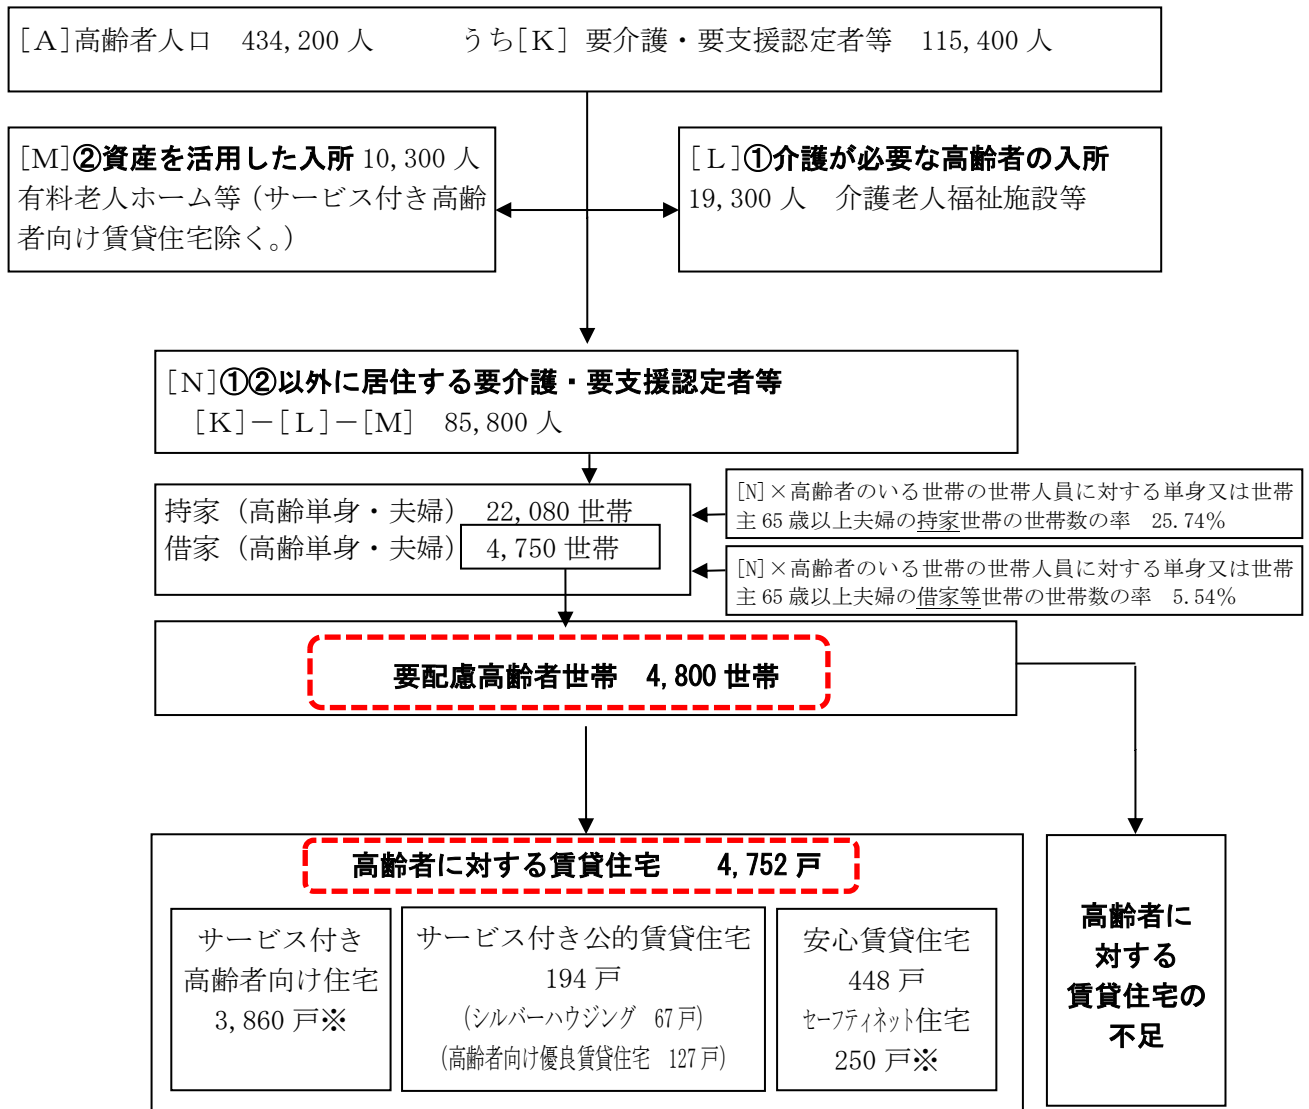 [A]高齢者人口　434,200 人　　　うち[K] 要介護・要支援認定者等　115,400 人
[M]②資産を活用した入所 10,300 人
有料老人ホーム等（サービス付き高齢
者向け賃貸住宅除く。）
[L]①介護が必要な高齢者の入所
19,300 人　介護老人福祉施設等
[N]①②以外に居住する要介護・要支援認定者等
[K]－[L]－[M]　85,800 人
持家（高齢単身・夫婦）　22,080 世帯
借家（高齢単身・夫婦）　4,750 世帯
[N]×高齢者のいる世帯の世帯人員に対する単身又は世帯
主 65 歳以上夫婦の持家世帯の世帯数の率　25.74%
[N]×高齢者のいる世帯の世帯人員に対する単身又は世帯
主 65 歳以上夫婦の借家等世帯の世帯数の率　5.54%
要配慮高齢者世帯　4,800 世帯
高齢者に対する賃貸住宅　　4,752 戸
サービス付き
高齢者向け住宅
3,860 戸※
サービス付き公的賃貸住宅
194 戸
(シルバーハウジング　67 戸)
(高齢者向け優良賃貸住宅　127 戸)
安心賃貸住宅
448 戸
セーフティネット住宅
250 戸※
高齢者に
対する
賃貸住宅の
不足